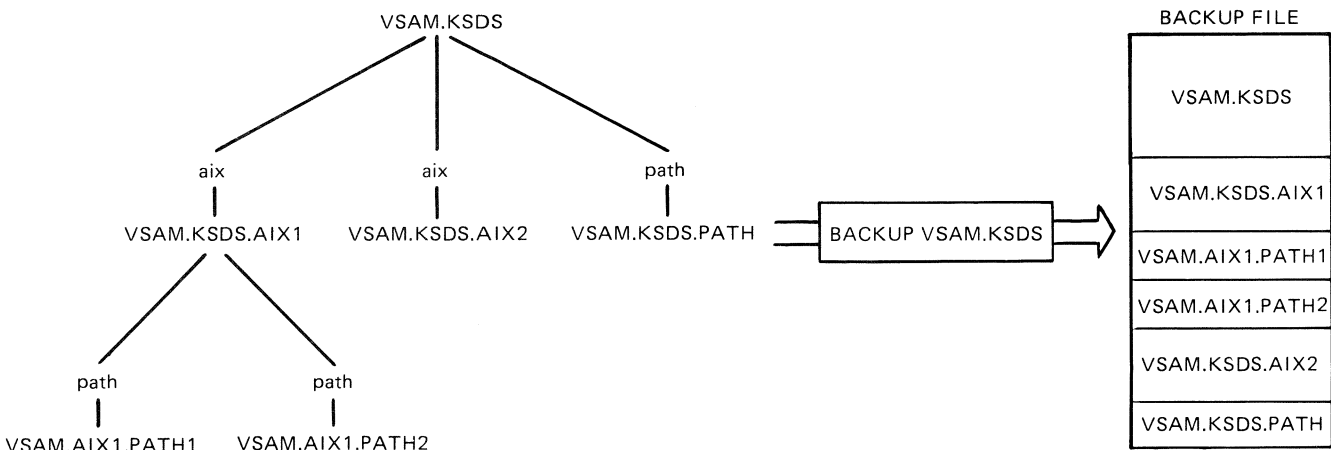 VSAM.KSDS
aix
aix
path
VSAM.KSDS.AIX1
VSAM.KSDS.AIX2
VSAM.KSDS.PATH
path
path
VSAM.AIX1.PATH1
VSAM.AIX1.PATH2
BACKUP VSAM.KSDS
BACKUP FILE
VSAM.KSDS
VSAM.KSDS.AIX1
VSAM.AIX1.PATH1
VSAM.AIX1.PATH2
VSAM.KSDS.AIX2
VSAM.KSDS.PATH